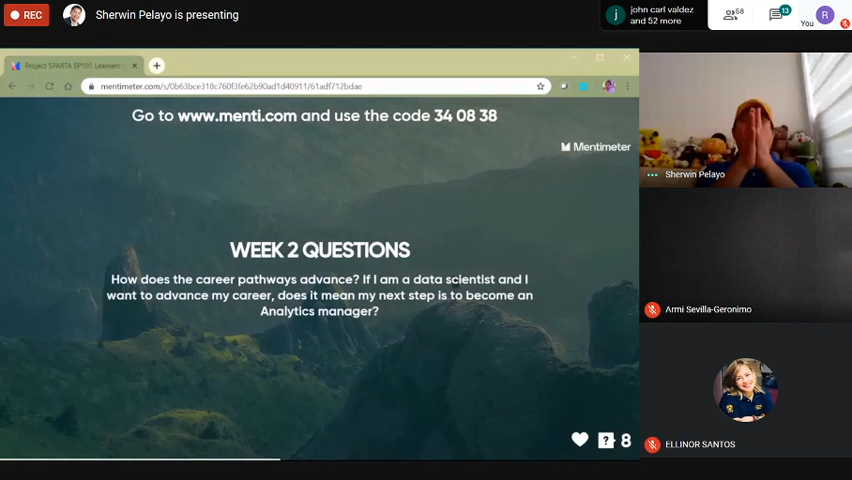 REC
Sherwin Pelayo is presenting
john carl valdez
and 52 more
j
58
13
You
R
Project SPARTA SP101 Learners
mentimeter.com/s/0b63bce318c760f3fe62b90ad1d40911/61adf712bdae
Go to www.menti.com and use the code 34 08 38
Mentimeter
WEEK 2 QUESTIONS
How does the career pathways advance? If I am a data scientist and I
want to advance my career, does it mean my next step is to become an
Analytics manager?
8
Sherwin Pelayo
Armi Sevilla-Geronimo
ELLINOR SANTOS